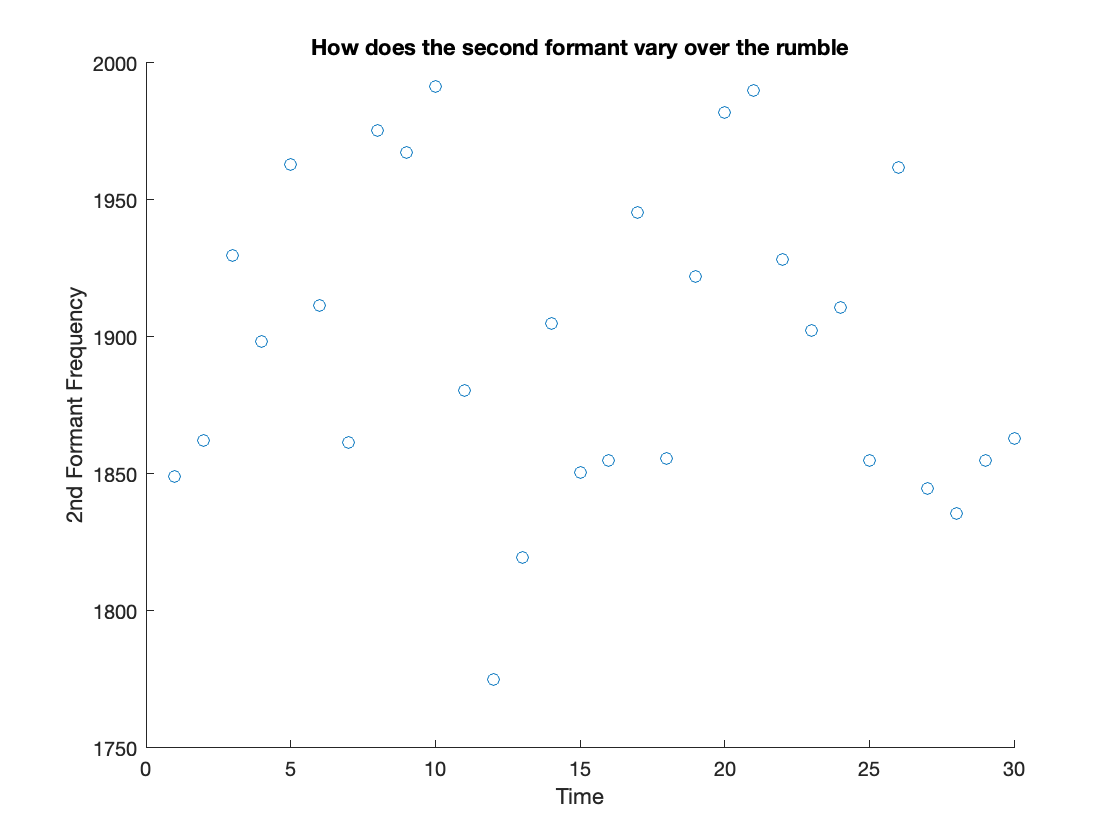 How does the second formant vary over the rumble
2000
1950
1900
1850
1800
1750
2nd Formant Frequency
0 5 10 15 20 25 30
Time